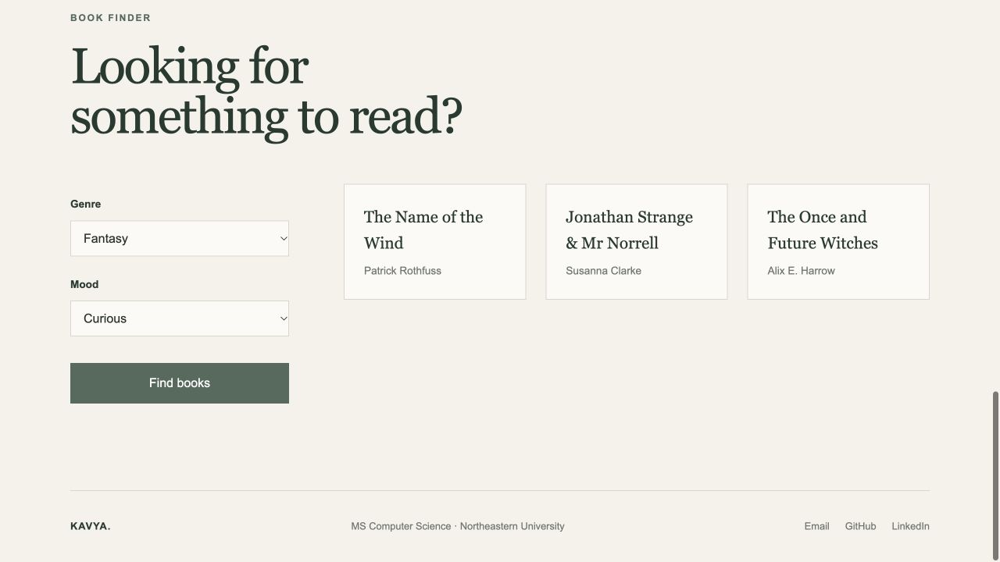 BOOK FINDER
Looking for
something to read?
Genre
Fantasy
Mood
Curious
Find books
The Name of the
Wind
Patrick Rothfuss
Jonathan Strange
& Mr Norrell
Susanna Clarke
The Once and
Future Witches
Alix E. Harrow
KAVYA.
MS Computer Science · Northeastern University
Email GitHub LinkedIn